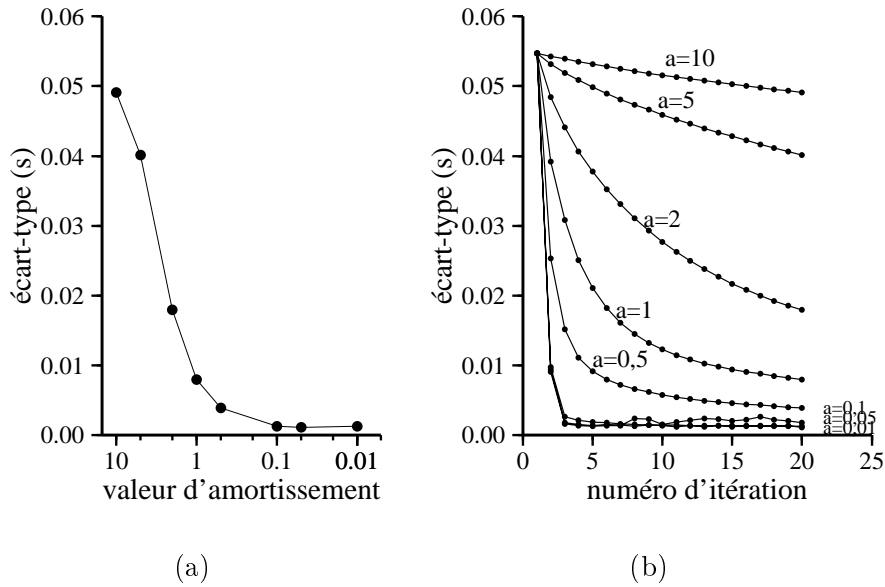 0.06
0.05
0.04
0.03
0.02
0.01
0.00
écart-type (s)
10
1
0.1
0.01
valeur d'amortissement
(a)
0.06
0.05
0.04
0.03
0.02
0.01
0.00
écart-type (s)
a=10
a=5
a=2
a=1
a=0,5
a=0,1
a=0,05
a=0,01
0
5
10
15
20
25
numéro d'itération
(b)